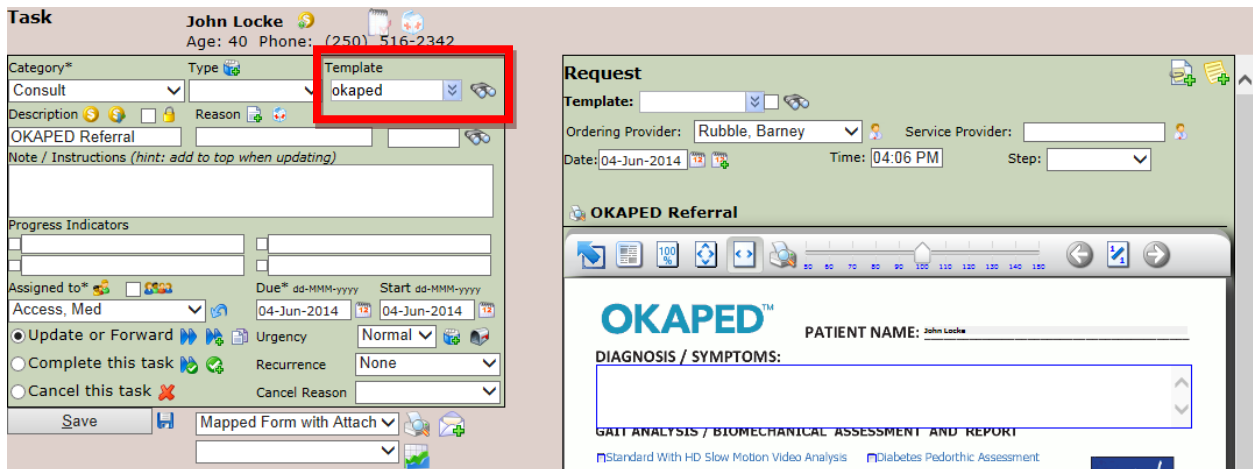 Task
John Locke
Age: 40 Phone: (250) 516-2342
Category*
Type
Template
Consult
okaped
Description
Reason
OKAPED Referral
Note / Instructions (hint: add to top when updating)
Progress Indicators
Assigned to*
Due* dd-MMM-yyyy
Start dd-MMM-yyyy
Access, Med
04-Jun-2014
04-Jun-2014
Update or Forward
Urgency
Normal
Complete this task
Recurrence
None
Cancel this task
Cancel Reason
Save
Mapped Form with Attach
Request
Template:
Ordering Provider: Rubble, Barney
Service Provider:
Date: 04-Jun-2014
Time: 04:06 PM
Step:
OKAPED Referral
100 %
50 60 70 80 90 100 110 120 130 140 150
1/1
OKAPED™
PATIENT NAME: John Locke
DIAGNOSIS / SYMPTOMS:
GAIT ANALYSIS / BIOMECHANICAL ASSESSMENT AND REPORT
Standard With HD Slow Motion Video Analysis
Diabetes Pedorthic Assessment